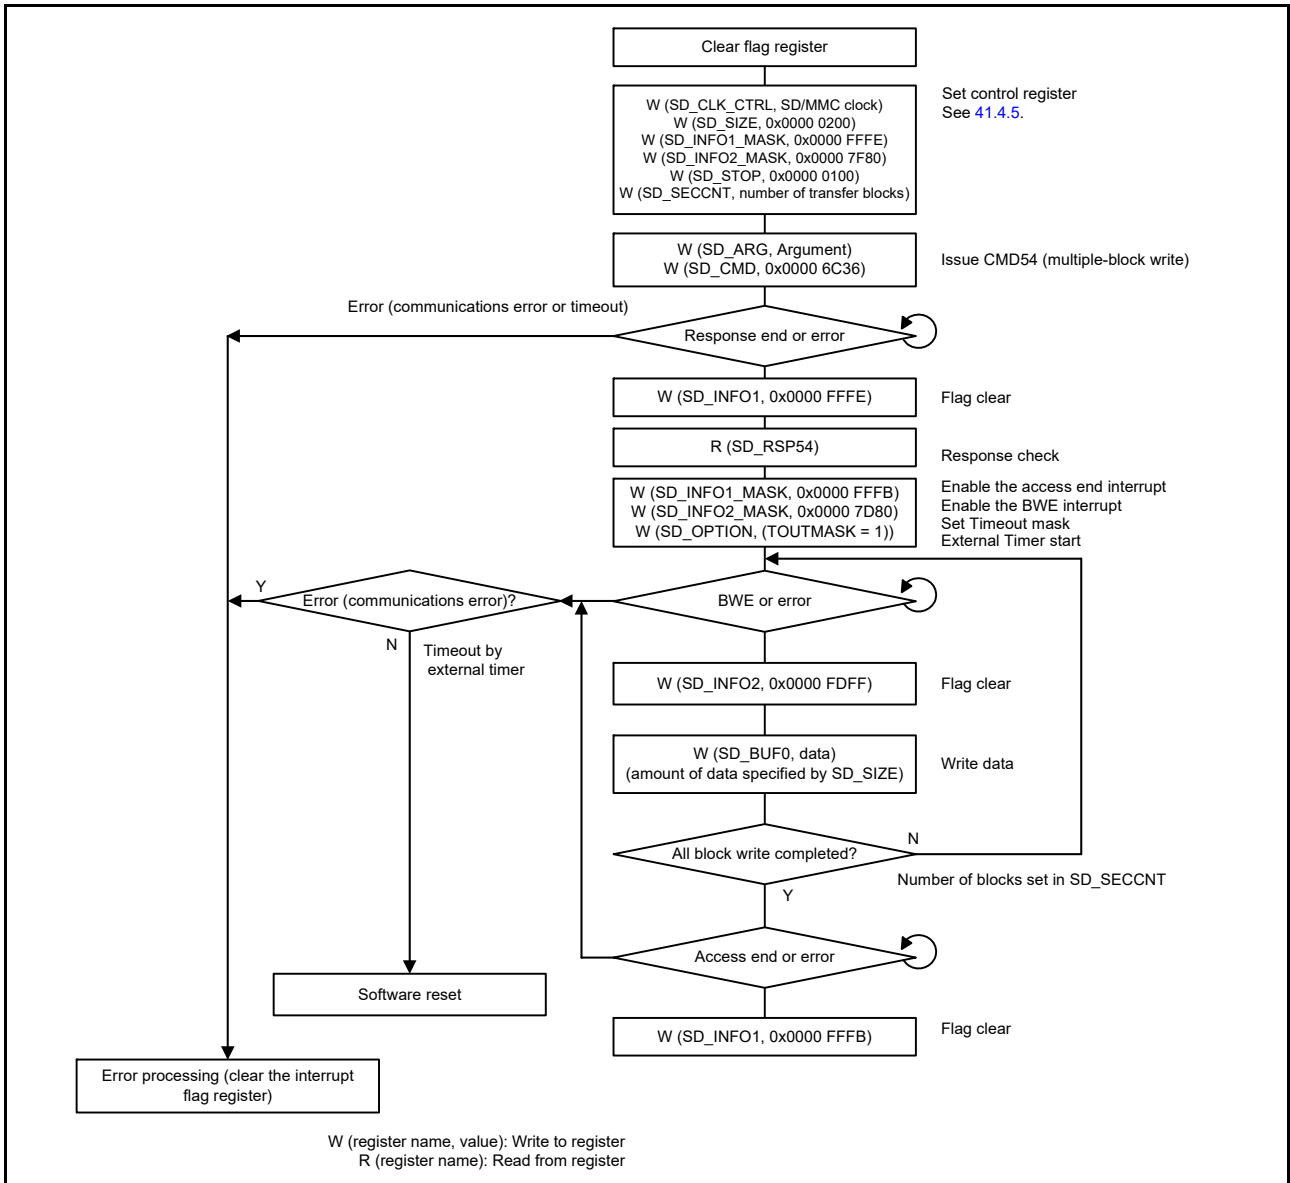 Clear flag register
W (SD_CLK_CTRL, SD/MMC clock)
W (SD_SIZE, 0x0000 0200)
W (SD_INFO1_MASK, 0x0000 FFFE)
W (SD_INFO2_MASK, 0x0000 7F80)
W (SD_STOP, 0x0000 0100)
W (SD_SECCNT, number of transfer blocks)
Set control register
See 41.4.5.
W (SD_ARG, Argument)
W (SD_CMD, 0x0000 6C36)
Issue CMD54 (multiple-block write)
Error (communications error or timeout)
Response end or error
W (SD_INFO1, 0x0000 FFFE)
Flag clear
R (SD_RSP54)
Response check
W (SD_INFO1_MASK, 0x0000 FFFB)
W (SD_INFO2_MASK, 0x0000 7D80)
W (SD_OPTION, (TOUTMASK = 1))
Enable the access end interrupt
Enable the BWE interrupt
Set Timeout mask
External Timer start
Y
Error (communications error)?
BWE or error
N
Timeout by
external timer
W (SD_INFO2, 0x0000 FDFF)
Flag clear
W (SD_BUF0, data)
(amount of data specified by SD_SIZE)
Write data
All block write completed?
N
Number of blocks set in SD_SECCNT
Y
Access end or error
Software reset
W (SD_INFO1, 0x0000 FFFB)
Flag clear
Error processing (clear the interrupt
flag register)
W (register name, value): Write to register
R (register name): Read from register